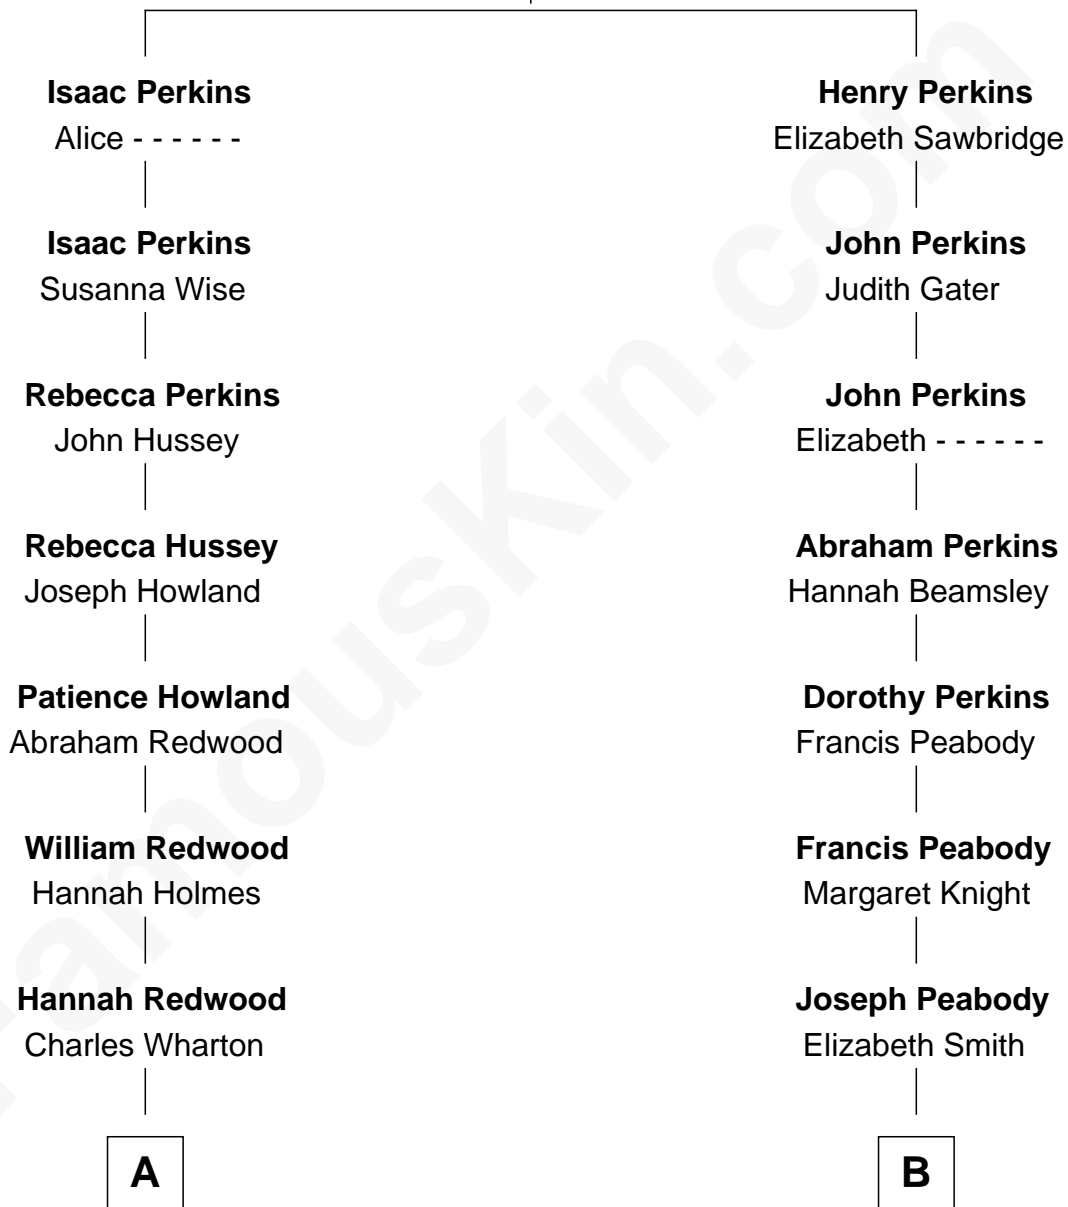 Isaac Perkins
Alice - - - - - -
Isaac Perkins
Susanna Wise
Rebecca Perkins
John Hussey
Rebecca Hussey
Joseph Howland
Patience Howland
Abraham Redwood
William Redwood
Hannah Holmes
Hannah Redwood
Charles Wharton
A
Henry Perkins
Elizabeth Sawbridge
John Perkins
Judith Gater
John Perkins
Elizabeth - - - - - -
Abraham Perkins
Hannah Beamsley
Dorothy Perkins
Francis Peabody
Francis Peabody
Margaret Knight
Joseph Peabody
Elizabeth Smith
B
FamousKin.com